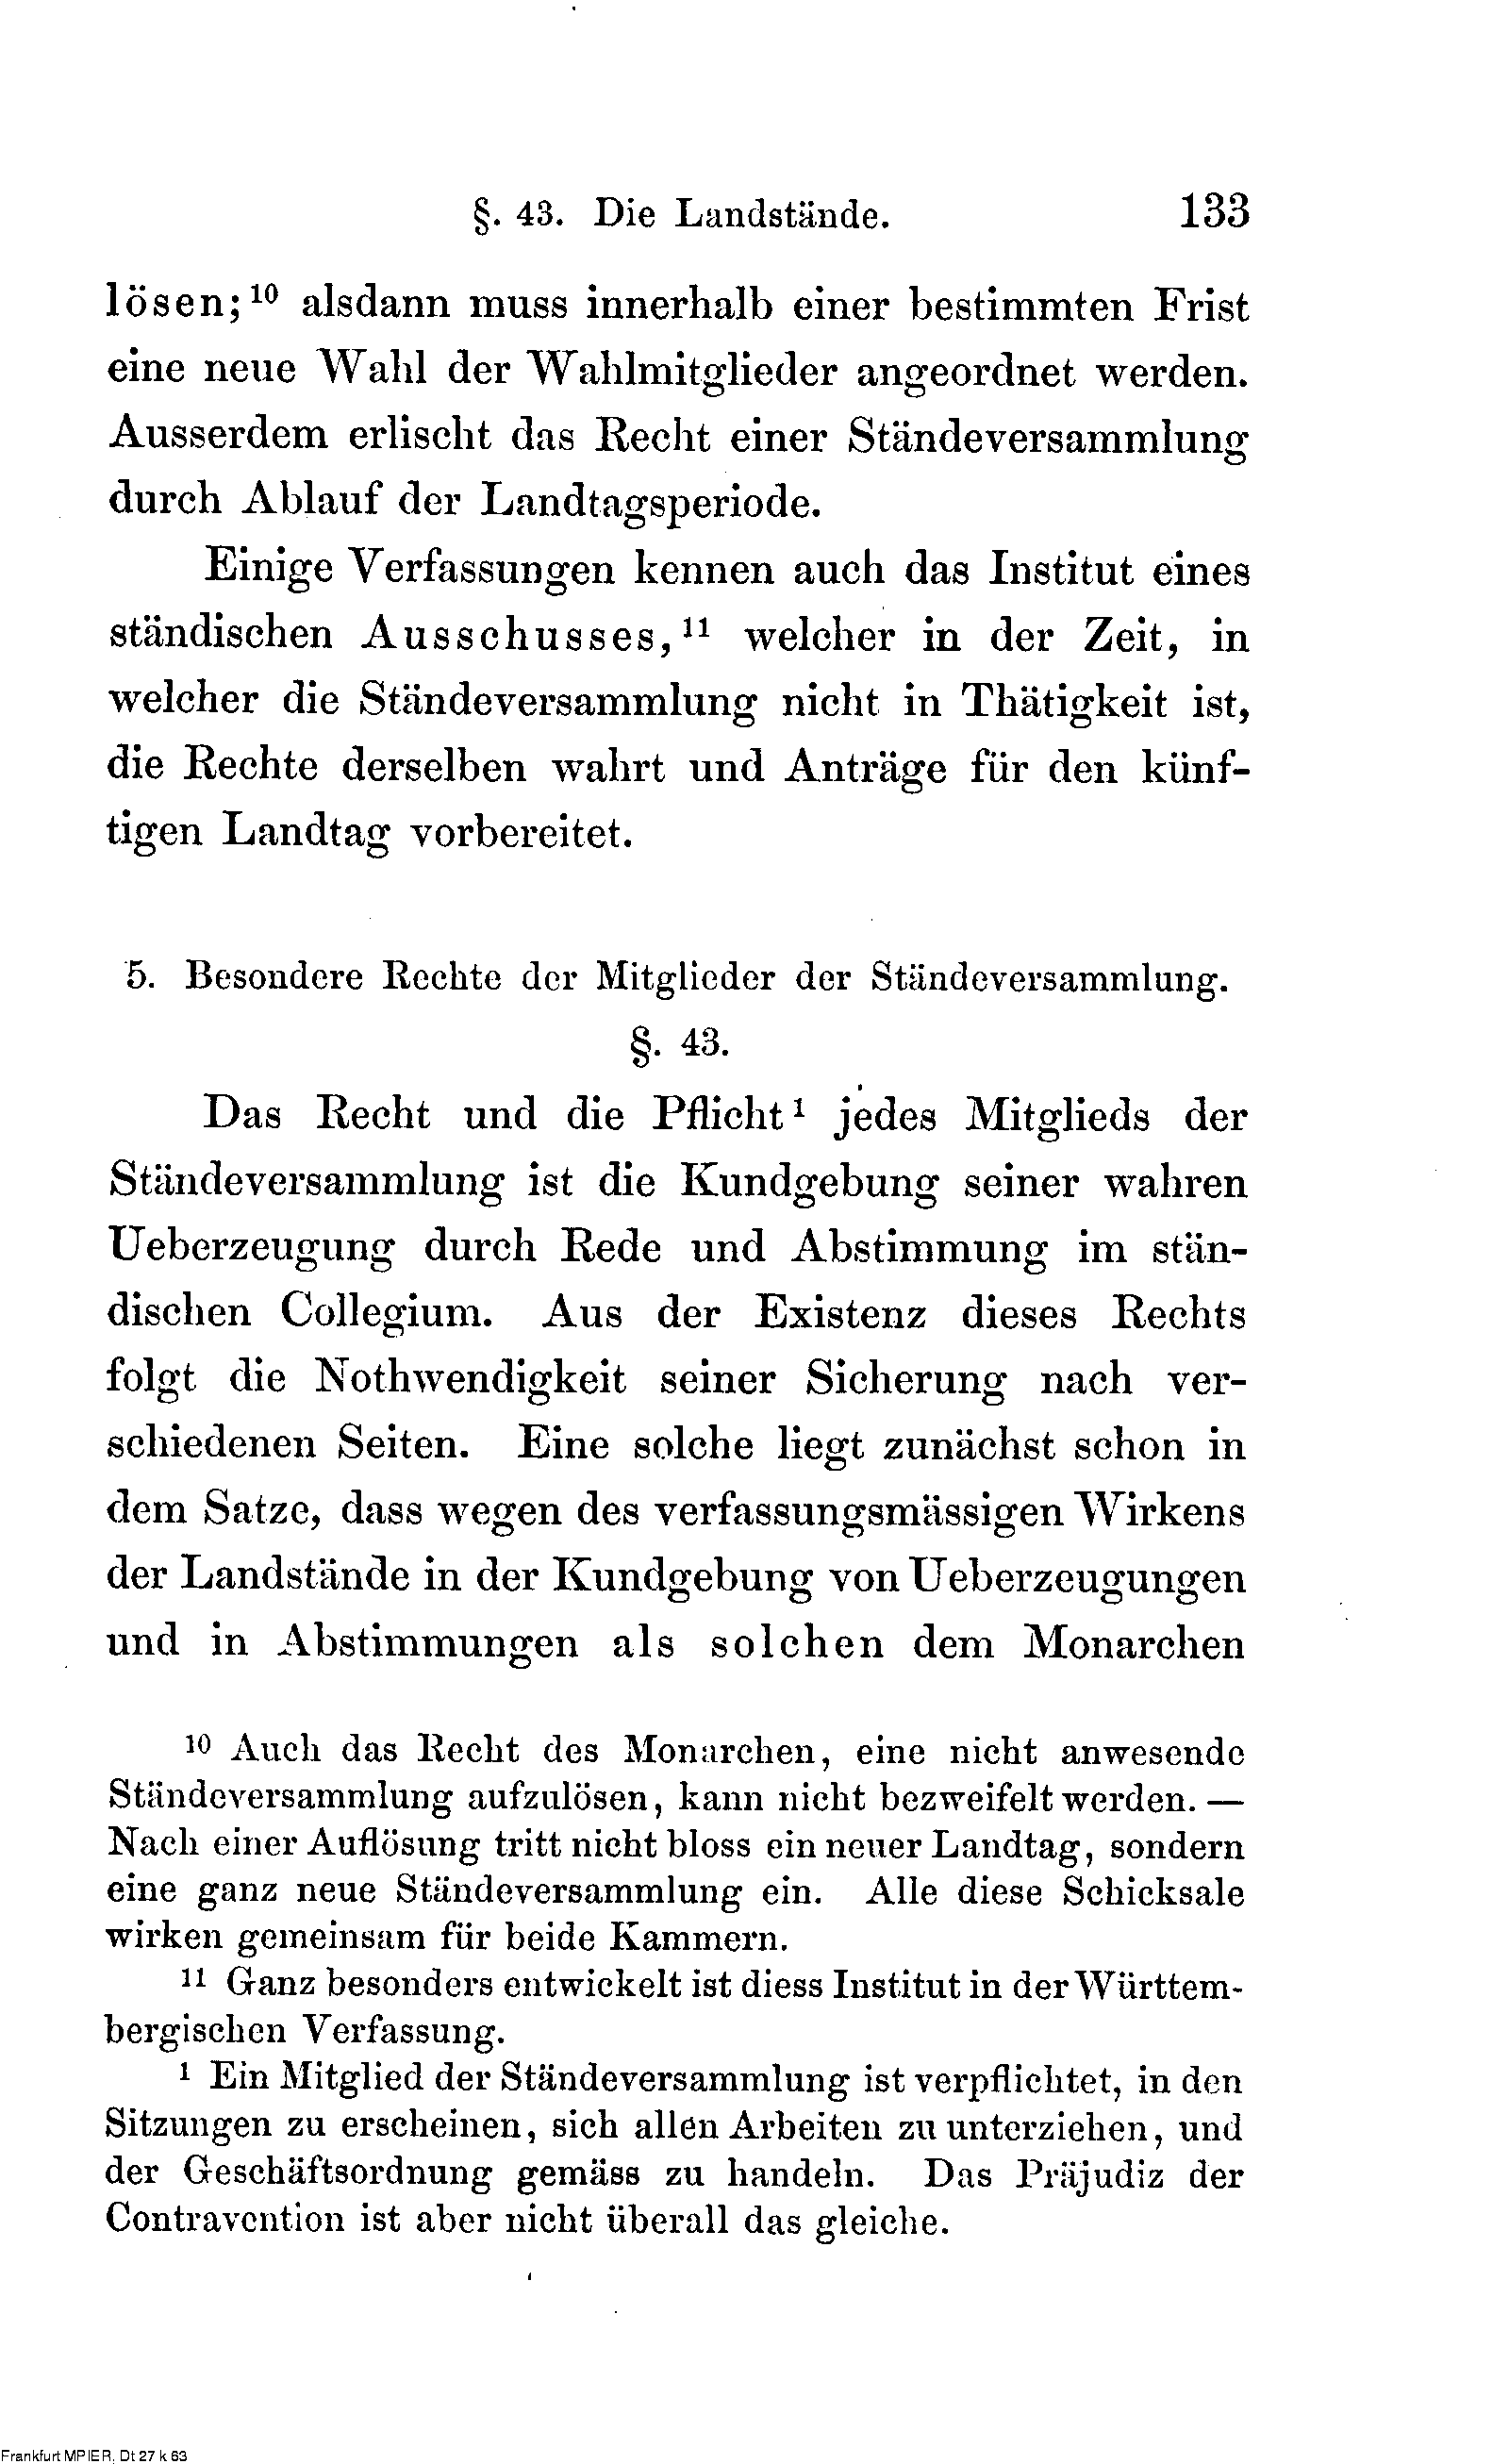 §. 43. Die Landstände. 133
lösen;¹⁰ alsdann muss innerhalb einer bestimmten Frist
eine neue Wahl der Wahlmitglieder angeordnet werden.
Ausserdem erlischt das Recht einer Ständeversammlung
durch Ablauf der Landtagsperiode.
Einige Verfassungen kennen auch das Institut eines
ständischen Ausschusses,¹¹ welcher in der Zeit, in
welcher die Ständeversammlung nicht in Thätigkeit ist,
die Rechte derselben wahrt und Anträge für den künf-
tigen Landtag vorbereitet.
5. Besondere Rechte der Mitglieder der Ständeversammlung.
§. 43.
Das Recht und die Pflicht¹ jedes Mitglieds der
Ständeversammlung ist die Kundgebung seiner wahren
Ueberzeugung durch Rede und Abstimmung im stän-
dischen Collegium. Aus der Existenz dieses Rechts
folgt die Nothwendigkeit seiner Sicherung nach ver-
schiedenen Seiten. Eine solche liegt zunächst schon in
dem Satze, dass wegen des verfassungsmässigen Wirkens
der Landstände in der Kundgebung von Ueberzeugungen
und in Abstimmungen als solchen dem Monarchen
¹⁰ Auch das Recht des Monarchen, eine nicht anwesende
Ständeversammlung aufzulösen, kann nicht bezweifelt werden. —
Nach einer Auflösung tritt nicht bloss ein neuer Landtag, sondern
eine ganz neue Ständeversammlung ein. Alle diese Schicksale
wirken gemeinsam für beide Kammern.
¹¹ Ganz besonders entwickelt ist diess Institut in der Württem-
bergischen Verfassung.
¹ Ein Mitglied der Ständeversammlung ist verpflichtet, in den
Sitzungen zu erscheinen, sich allen Arbeiten zu unterziehen, und
der Geschäftsordnung gemäss zu handeln. Das Präjudiz der
Contravention ist aber nicht überall das gleiche.
Frankfurt MPIER, Dt 27 k 63